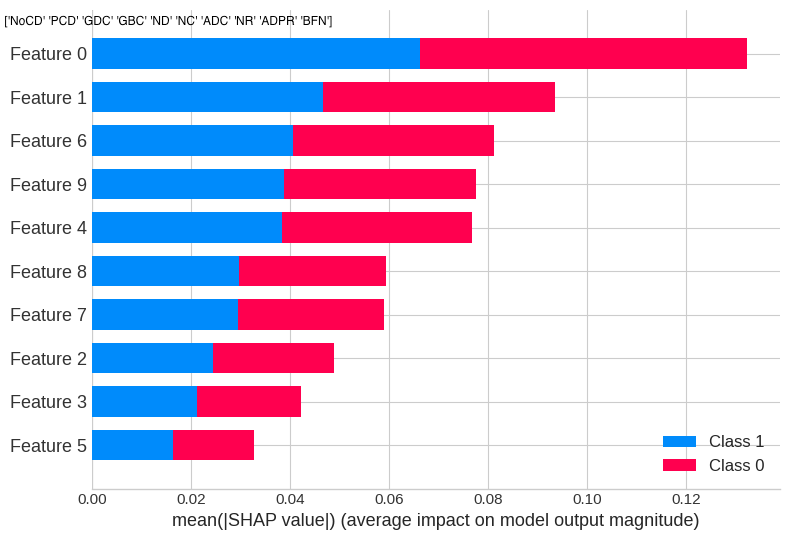 ['NoCD' 'PCD' 'GDC' 'GBC' 'ND' 'NC' 'ADC' 'NR' 'ADPR' 'BFN']
Feature 0
Feature 1
Feature 6
Feature 9
Feature 4
Feature 8
Feature 7
Feature 2
Feature 3
Feature 5
Class 1
Class 0
0.00 0.02 0.04 0.06 0.08 0.10 0.12
mean(|SHAP value|) (average impact on model output magnitude)